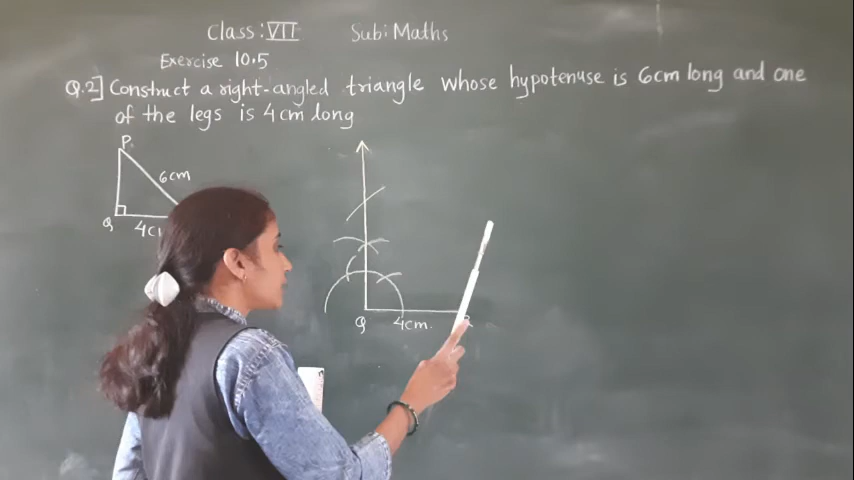 Class: VII Sub: Maths
Exercise 10.5
Q.2] Construct a right-angled triangle whose hypotenuse is 6cm long and one
of the legs is 4cm long
P
6cm
Q
Q 4cm.